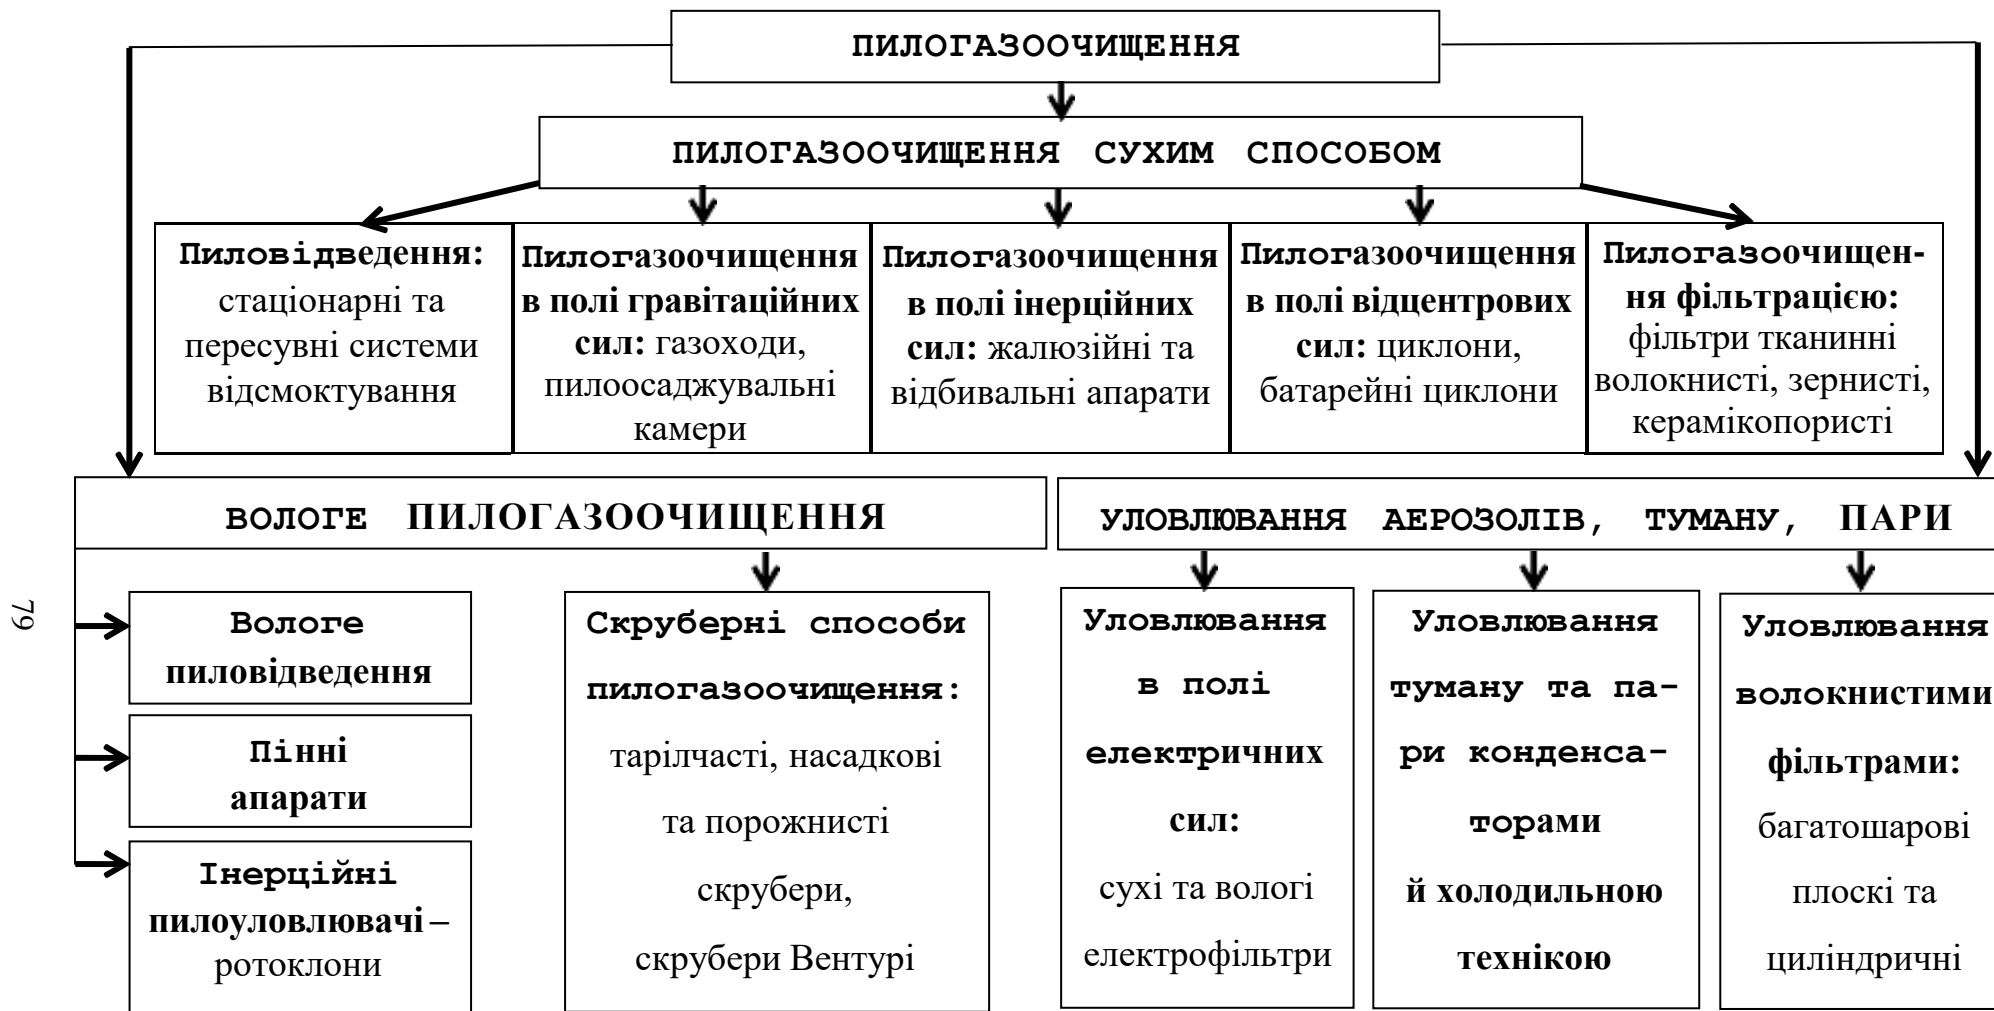 ПИЛОГАЗООЧИЩЕННЯ
ПИЛОГАЗООЧИЩЕННЯ СУХИМ СПОСОБОМ
Пиловідведення:
стаціонарні та
пересувні системи
відсмоктування
Пилогазоочищення
в полі гравітаційних
сил: газоходи,
пилоосаджувальні
камери
Пилогазоочищення
в полі інерційних
сил: жалюзійні та
відбивальні апарати
Пилогазоочищення
в полі відцентрових
сил: циклони,
батарейні циклони
Пилогазоочищен-
ня фільтрацією:
фільтри тканинні
волокнисті, зернисті,
керамікопористі
ВОЛОГЕ ПИЛОГАЗООЧИЩЕННЯ
УЛОВЛЮВАННЯ АЕРОЗОЛІВ, ТУМАНУ, ПАРИ
Вологе
пиловідведення
Пінні
апарати
Інерційні
пилоуловлювачі –
ротоклони
Скруберні способи
пилогазоочищення:
тарілчасті, насадкові
та порожнисті
скрубери,
скрубери Вентурі
Уловлювання
в полі
електричних
сил:
сухі та вологі
електрофільтри
Уловлювання
туману та па-
ри конденса-
торами
й холодильною
технікою
Уловлювання
волокнистими
фільтрами:
багатошарові
плоскі та
циліндричні
79